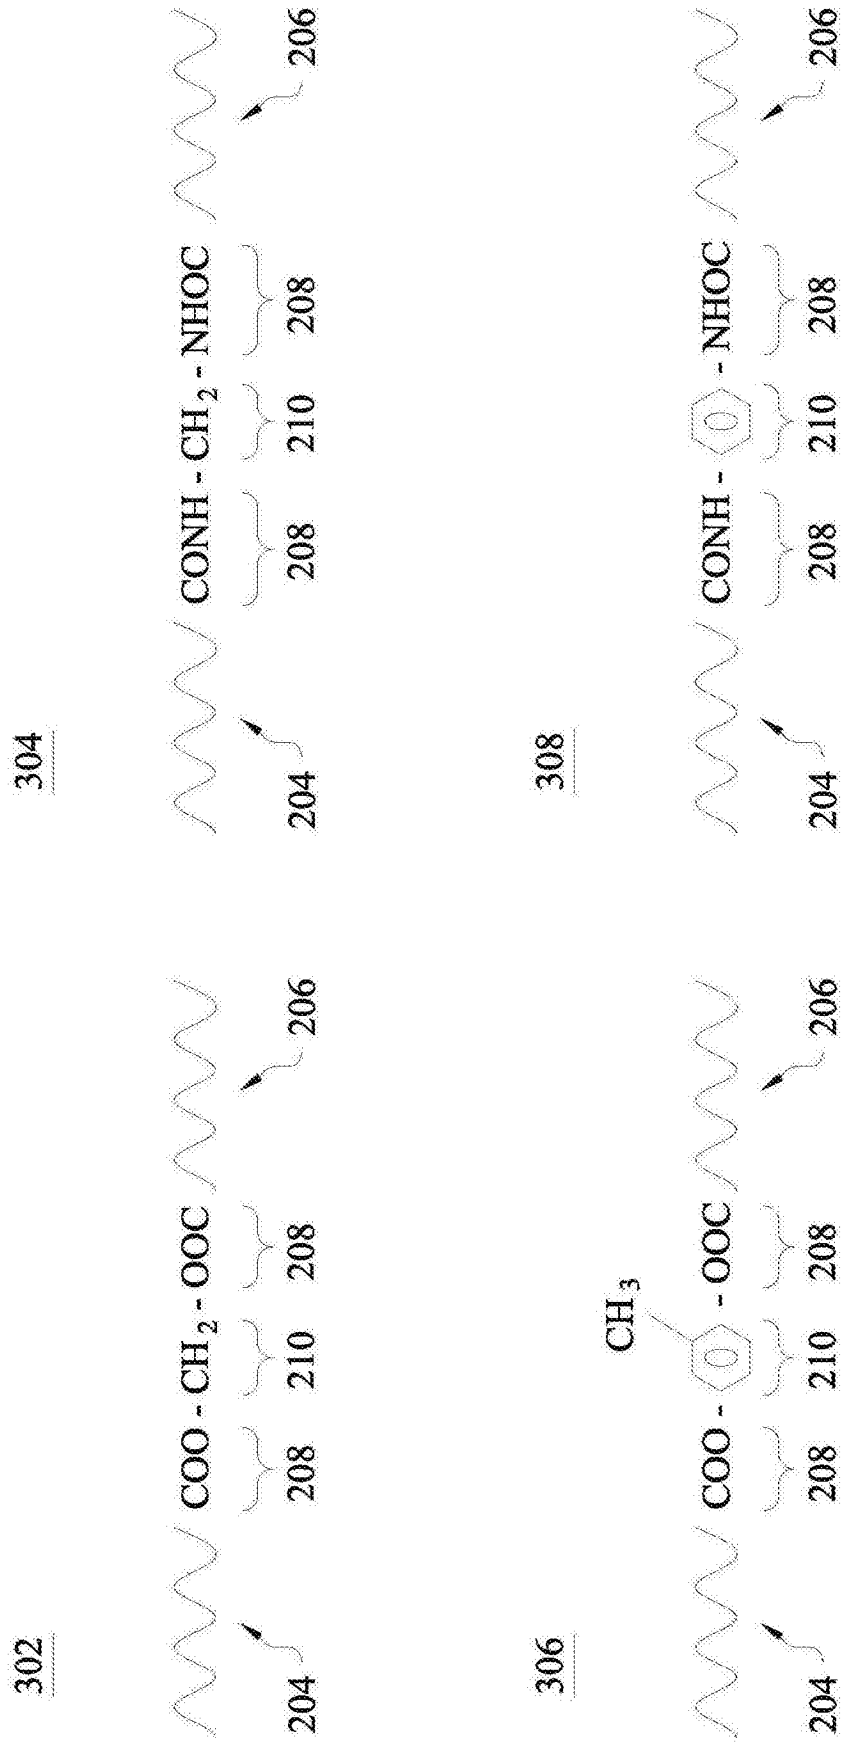 302
COO - CH2 - OOC
208 210 208
204 206
304
CONH - CH2 - NHOC
208 210 208
204 206
306
CH3
COO - - OOC
208 210 208
204 206
308
CONH - - NHOC
208 210 208
204 206